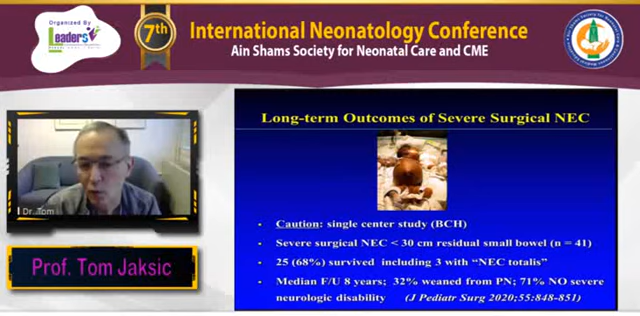 Organized By
Leaders
7th
International Neonatology Conference
Ain Shams Society for Neonatal Care and CME
Long-term Outcomes of Severe Surgical NEC
• Caution: single center study (BCH)
• Severe surgical NEC < 30 cm residual small bowel (n = 41)
• 25 (68%) survived including 3 with “NEC totalis”
• Median F/U 8 years; 32% weaned from PN; 71% NO severe
neurologic disability (J Pediatr Surg 2020;55:848-851)
Dr. Tom
Prof. Tom Jaksic